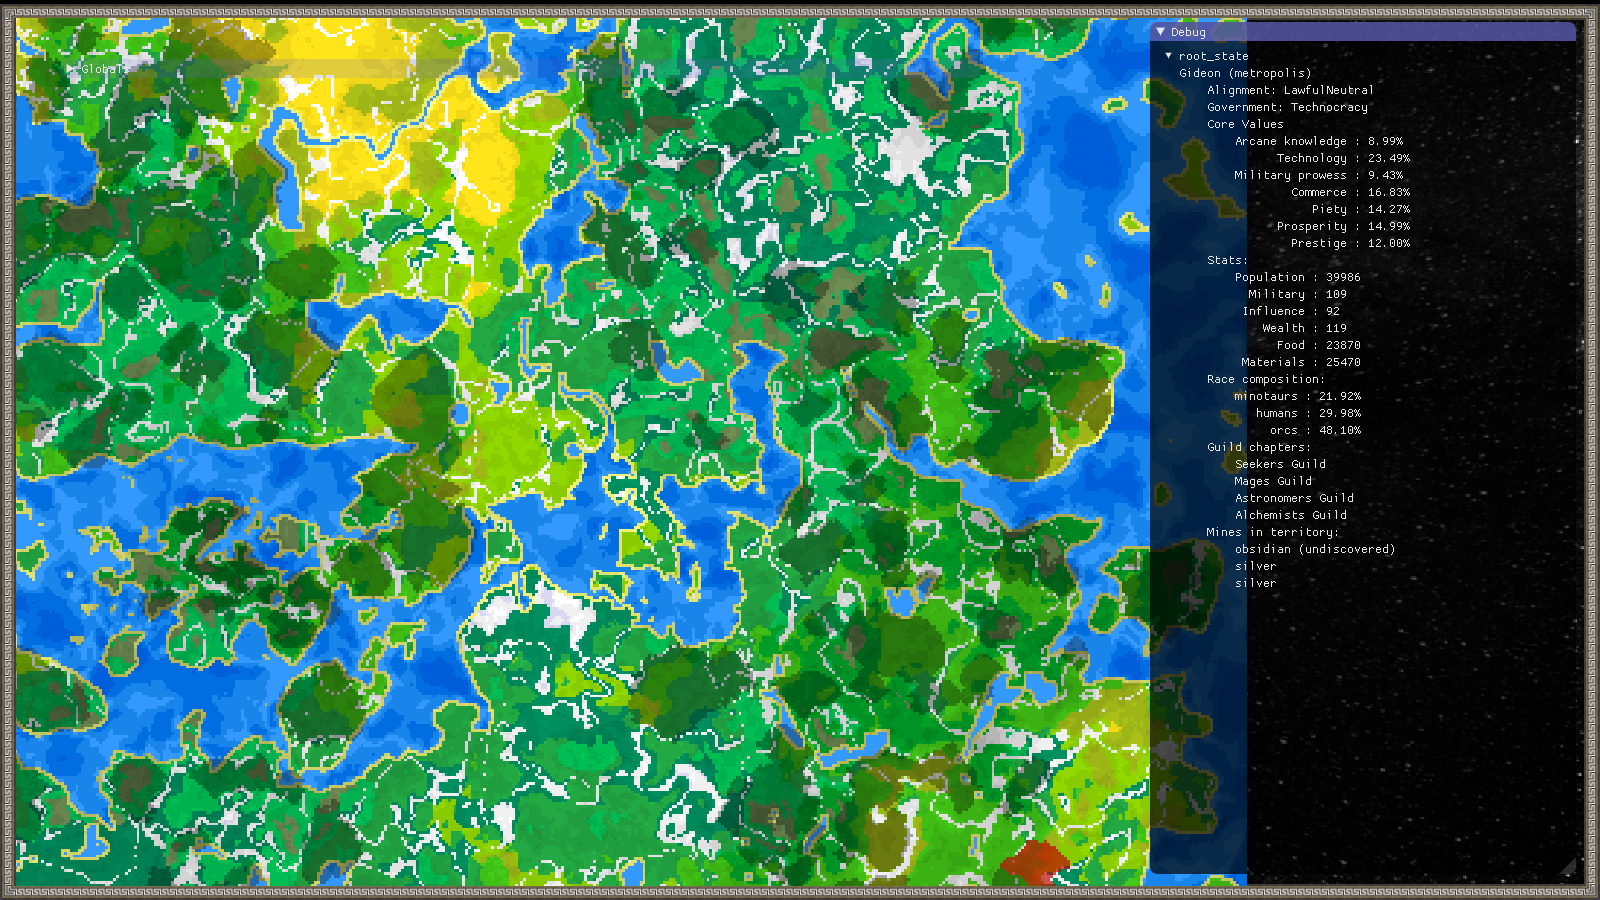 Globals
Debug
root_state
Gideon (metropolis)
Alignment: LawfulNeutral
Government: Technocracy
Core Values
Arcane knowledge : 8.99%
Technology : 23.49%
Military prowess : 9.43%
Commerce : 16.83%
Piety : 14.27%
Prosperity : 14.99%
Prestige : 12.00%
Stats:
Population : 39986
Military : 109
Influence : 92
Wealth : 119
Food : 23870
Materials : 25470
Race composition:
minotaurs : 21.92%
humans : 29.98%
orcs : 48.10%
Guild chapters:
Seekers Guild
Mages Guild
Astronomers Guild
Alchemists Guild
Mines in territory:
obsidian (undiscovered)
silver
silver